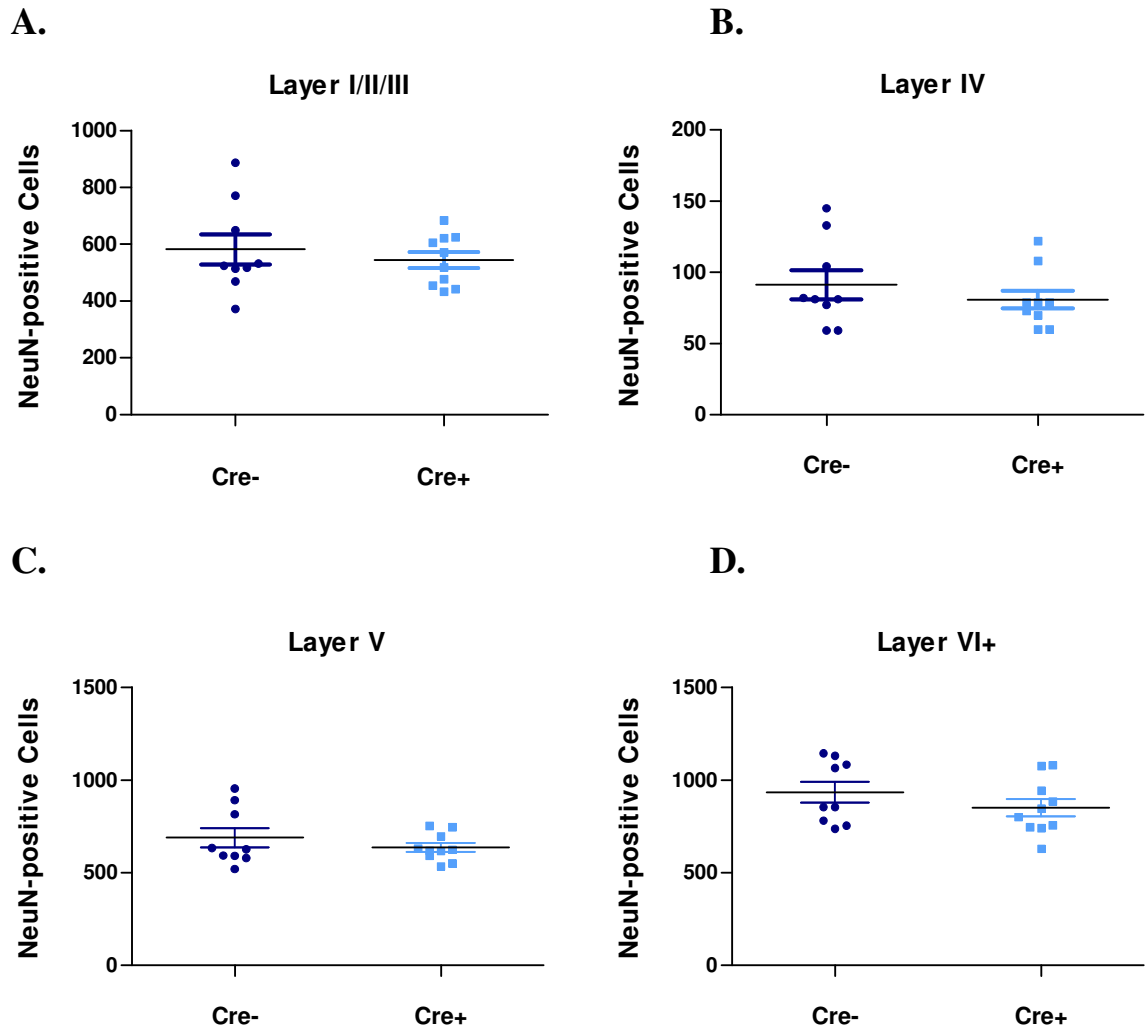 A.
Layer I/II/III
NeuN-positive Cells
1000
800
600
400
200
0
Cre- Cre+
B.
Layer IV
NeuN-positive Cells
200
150
100
50
0
Cre- Cre+
C.
Layer V
NeuN-positive Cells
1500
1000
500
0
Cre- Cre+
D.
Layer VI+
NeuN-positive Cells
1500
1000
500
0
Cre- Cre+